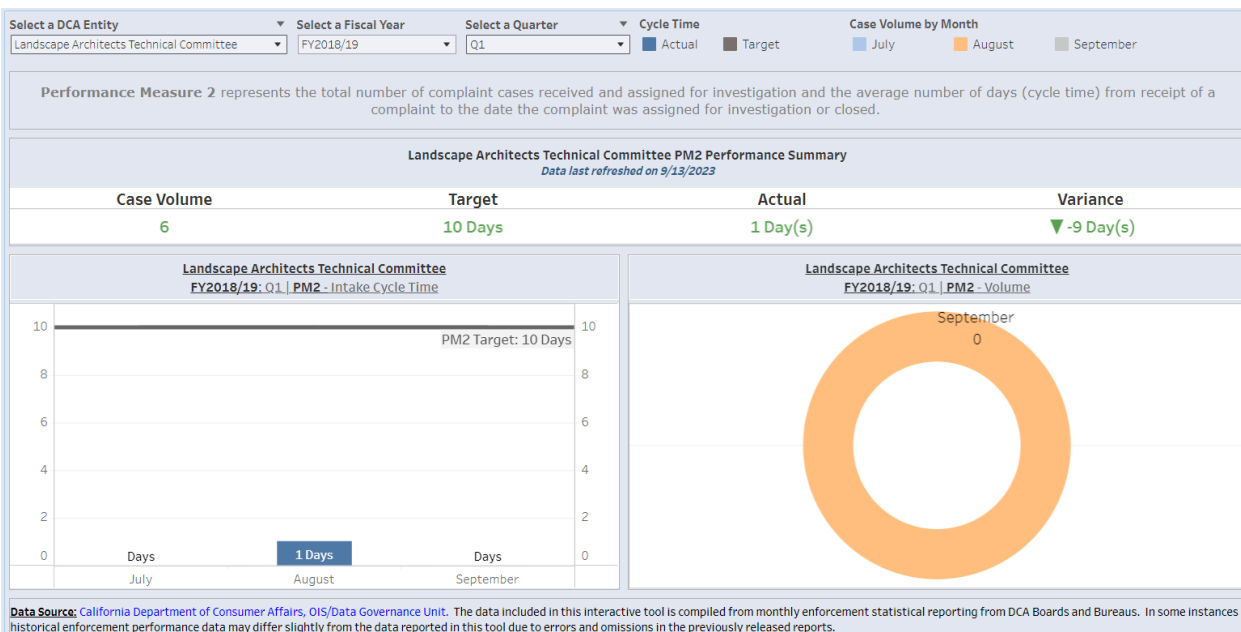 Select a DCA Entity
Select a Fiscal Year
Select a Quarter
Cycle Time
Case Volume by Month
Landscape Architects Technical Committee
FY2018/19
Q1
Actual
Target
July
August
September
Performance Measure 2 represents the total number of complaint cases received and assigned for investigation and the average number of days (cycle time) from receipt of a
complaint to the date the complaint was assigned for investigation or closed.
Landscape Architects Technical Committee PM2 Performance Summary
Data last refreshed on 9/13/2023
Case Volume
Target
Actual
Variance
6
10 Days
1 Day(s)
▼ -9 Day(s)
Landscape Architects Technical Committee
FY2018/19: Q1 | PM2 - Intake Cycle Time
10
8
6
4
2
0
PM2 Target: 10 Days
Days
1 Days
Days
July
August
September
10
8
6
4
2
0
Landscape Architects Technical Committee
FY2018/19: Q1 | PM2 - Volume
September
0
Data Source: California Department of Consumer Affairs, OIS/Data Governance Unit. The data included in this interactive tool is compiled from monthly enforcement statistical reporting from DCA Boards and Bureaus. In some instances
historical enforcement performance data may differ slightly from the data reported in this tool due to errors and omissions in the previously released reports.